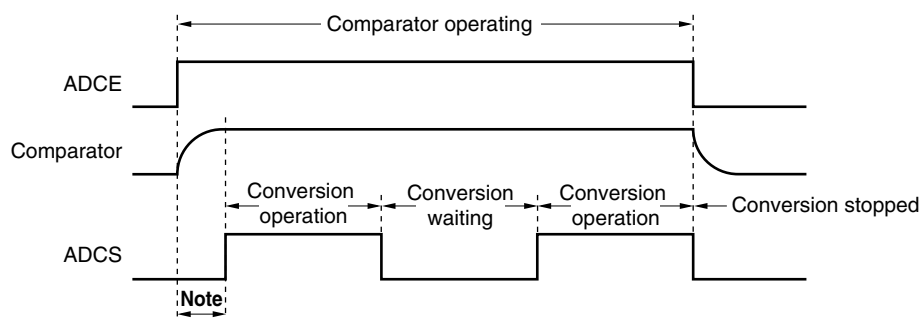 Comparator operating
ADCE
Comparator
Conversion
operation
Conversion
waiting
Conversion
operation
Conversion stopped
ADCS
Note